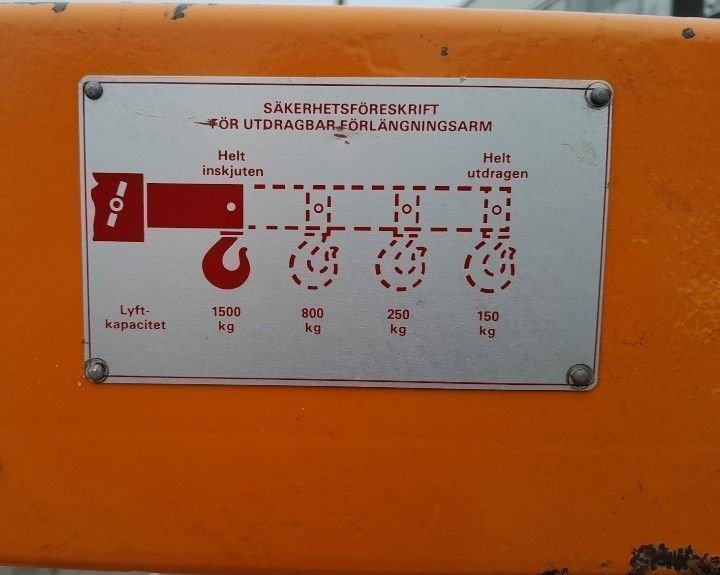 SÄKERHETSFÖRESKRIFT
FÖR UTDRAGBAR FÖRLÄNGNINGSARM
Helt
inskjuten
Helt
utdragen
Lyft-
kapacitet
1500
kg
800
kg
250
kg
150
kg